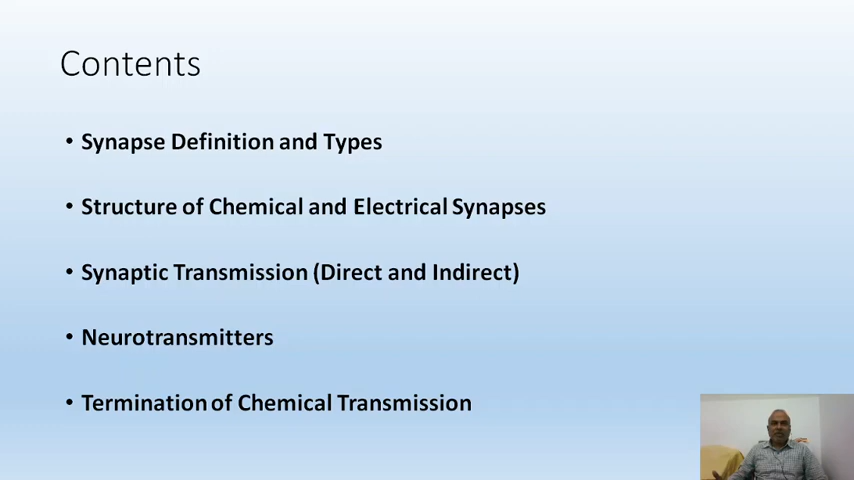 Contents
• Synapse Definition and Types
• Structure of Chemical and Electrical Synapses
• Synaptic Transmission (Direct and Indirect)
• Neurotransmitters
• Termination of Chemical Transmission